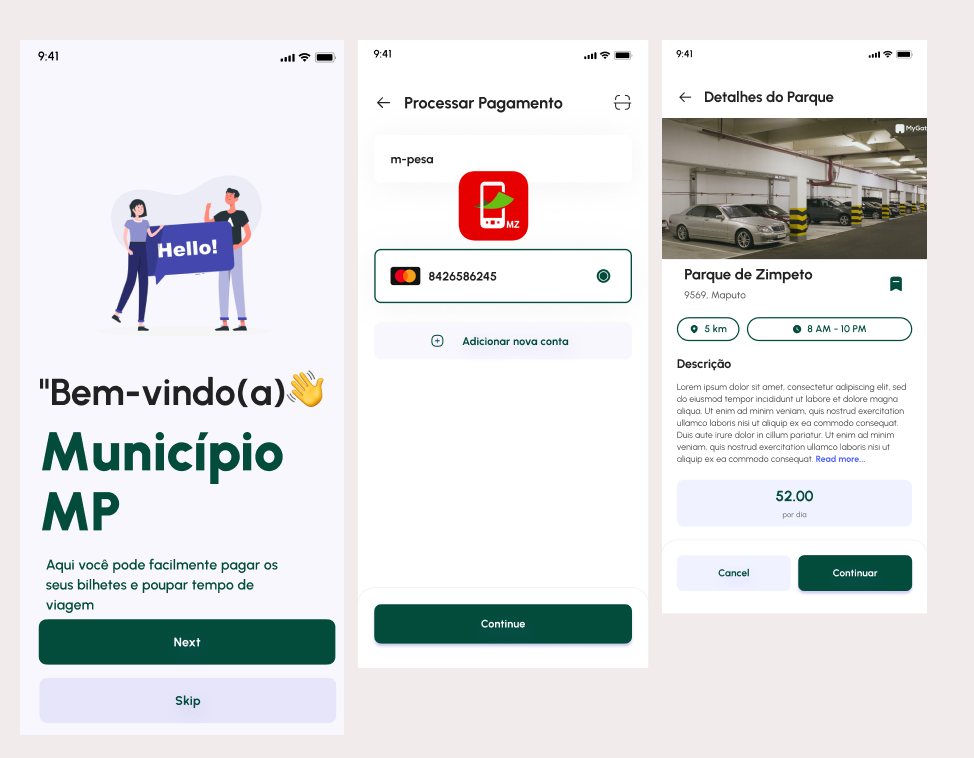 9:41
Hello!
"Bem-vindo(a)👋
Município
MP
Aqui você pode facilmente pagar os
seus bilhetes e poupar tempo de
viagem
Next
Skip
9:41
Processar Pagamento
m-pesa
MZ
8426586245
Adicionar nova conta
Continue
9:41
Detalhes do Parque
MyGat
Parque de Zimpeto
9569, Maputo
5 km
8 AM - 10 PM
Descrição
Lorem ipsum dolor sit amet, consectetur adipiscing elit, sed
do eiusmod tempor incididunt ut labore et dolore magna
aliqua. Ut enim ad minim veniam, quis nostrud exercitation
ullamco laboris nisi ut aliquip ex ea commodo consequat.
Duis aute irure dolor in cillum pariatur. Ut enim ad minim
veniam, quis nostrud exercitation ullamco laboris nisi ut
aliquip ex ea commodo consequat. Read more...
52.00
por dia
Cancel
Continuar